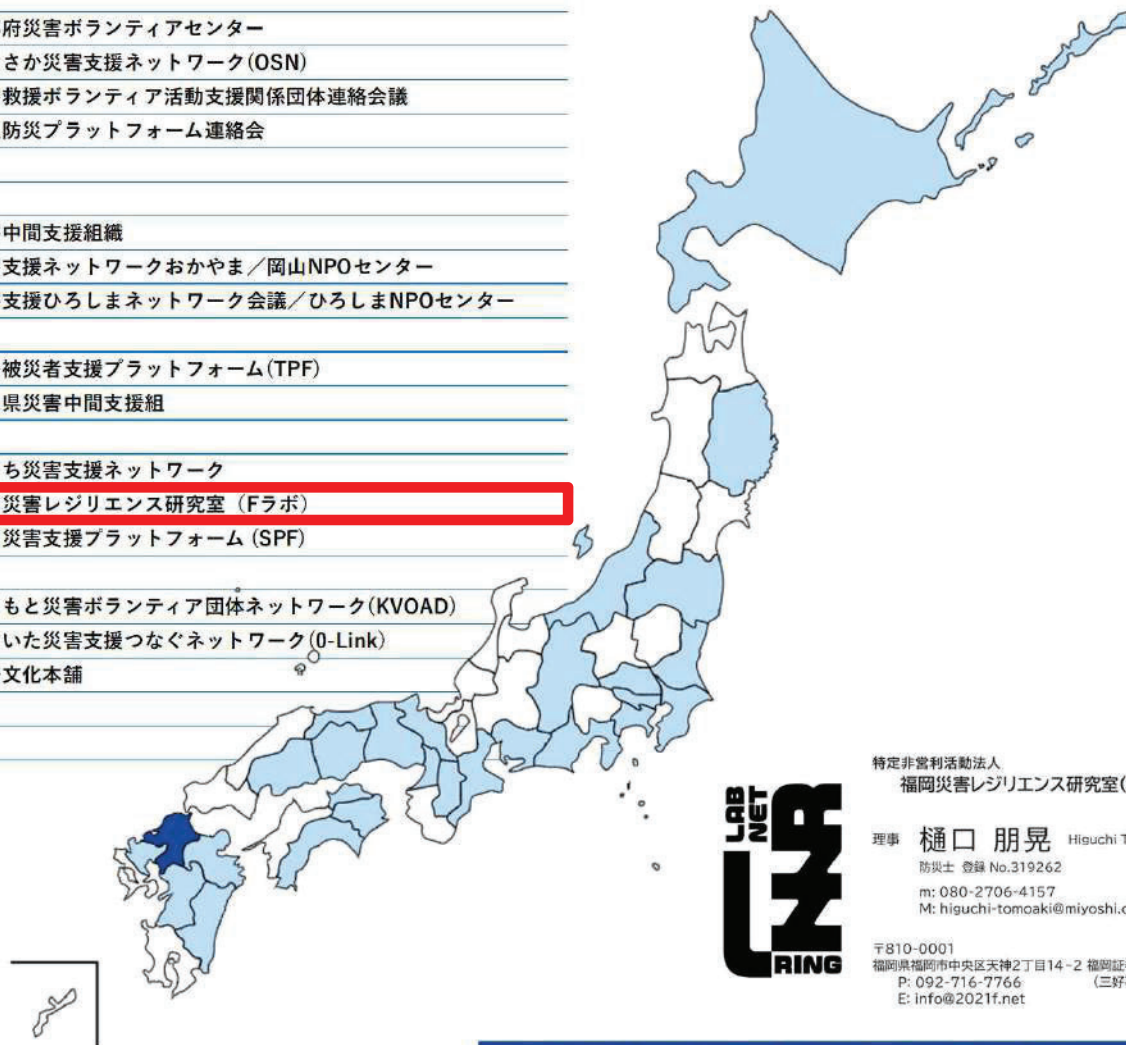 府災害ボランティアセンター
さか災害支援ネットワーク(OSN)
救援ボランティア活動支援関係団体連絡会議
防災プラットフォーム連絡会
中間支援組織
支援ネットワークおかやま／岡山NPOセンター
支援ひろしまネットワーク会議／ひろしまNPOセンター
被災者支援プラットフォーム(TPF)
県災害中間支援組
ち災害支援ネットワーク
災害レジリエンス研究室（Fラボ）
災害支援プラットフォーム (SPF)
もと災害ボランティア団体ネットワーク(KVOAD)
いた災害支援つなぐネットワーク(0-Link)
文化本舗
LAB
NET
RING
特定非営利活動法人
福岡災害レジリエンス研究室(
理事 樋口 朋晃 Higuchi T
防災士 登録 No.319262
m: 080-2706-4157
M: higuchi-tomoaki@miyoshi.c
〒810-0001
福岡県福岡市中央区天神2丁目14-2 福岡証
P: 092-716-7766 (三好
E: info@2021f.net